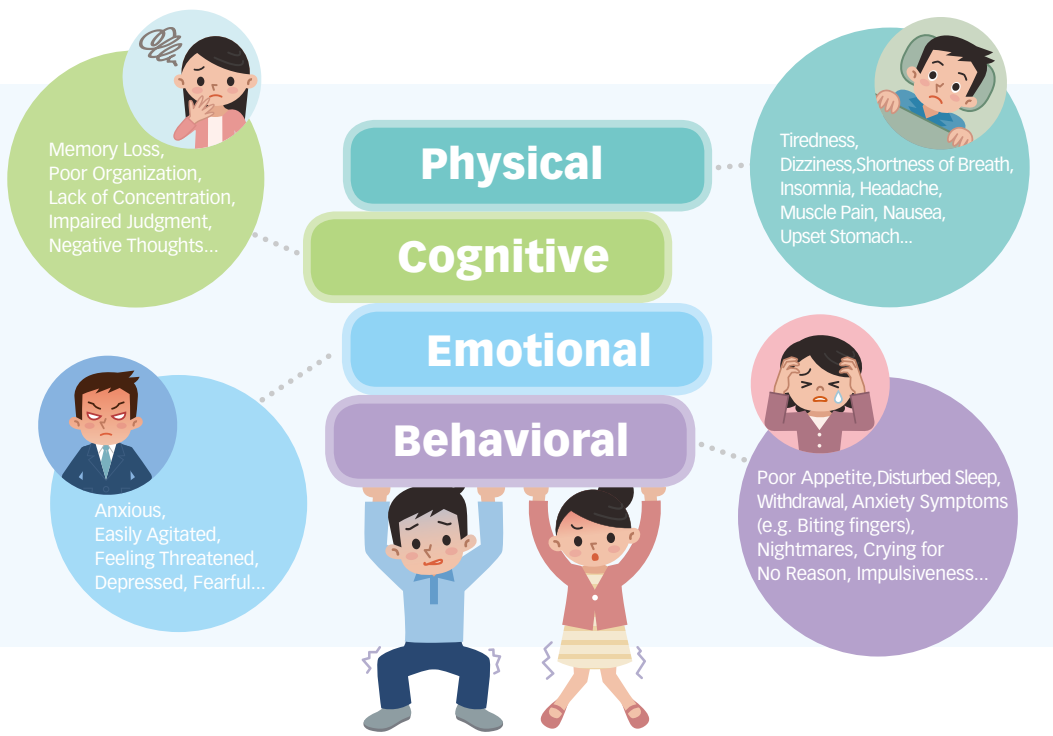 Memory Loss,
Poor Organization,
Lack of Concentration,
Impaired Judgment,
Negative Thoughts...
Physical
Tiredness,
Dizziness,Shortness of Breath,
Insomnia, Headache,
Muscle Pain, Nausea,
Upset Stomach...
Cognitive
Emotional
Behavioral
Anxious,
Easily Agitated,
Feeling Threatened,
Depressed, Fearful...
Poor Appetite,Disturbed Sleep,
Withdrawal, Anxiety Symptoms
(e.g. Biting fingers),
Nightmares, Crying for
No Reason, Impulsiveness...